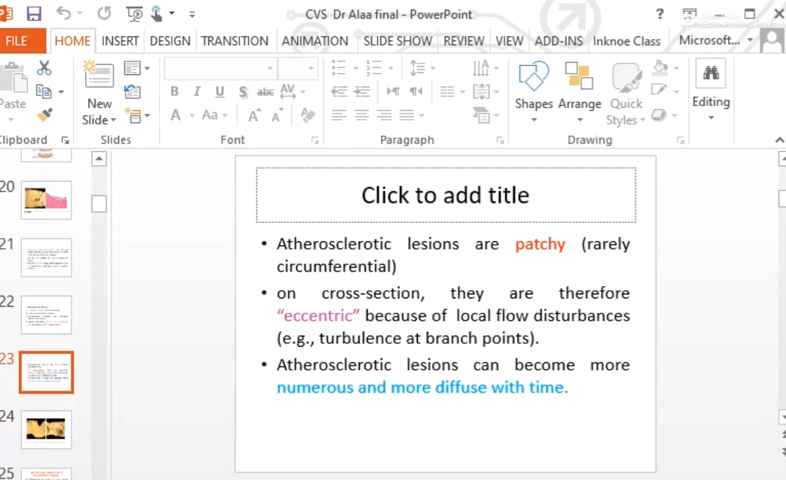 CVS Dr Alaa final - PowerPoint
FILE HOME INSERT DESIGN TRANSITION ANIMATION SLIDE SHOW REVIEW VIEW ADD-INS Inknoe Class Microsoft...
Paste
New
Slide
Shapes Arrange Quick
Styles
Editing
Clipboard Slides Font Paragraph Drawing
20
21
22
23
24
25
Click to add title
• Atherosclerotic lesions are patchy (rarely
circumferential)
• on cross-section, they are therefore
“eccentric” because of local flow disturbances
(e.g., turbulence at branch points).
• Atherosclerotic lesions can become more
numerous and more diffuse with time.